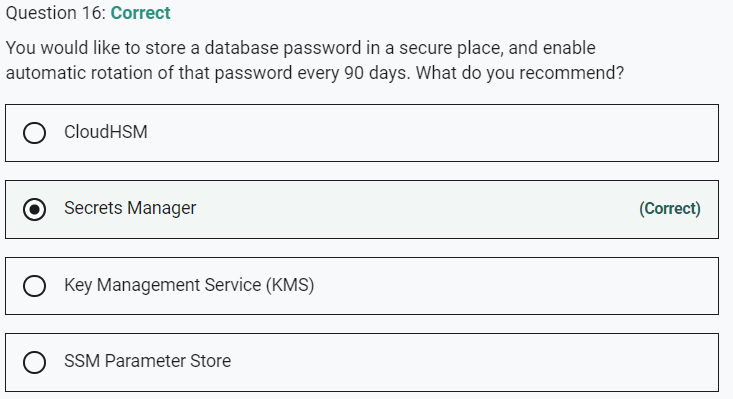 Question 16: Correct
You would like to store a database password in a secure place, and enable
automatic rotation of that password every 90 days. What do you recommend?
CloudHSM
Secrets Manager (Correct)
Key Management Service (KMS)
SSM Parameter Store